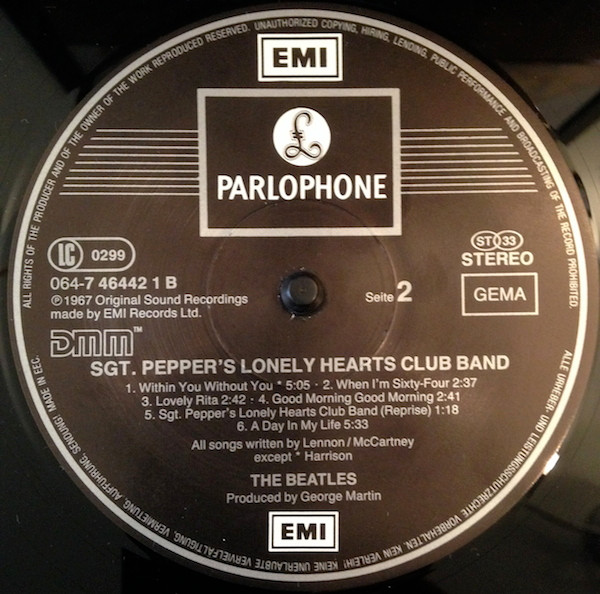 EMI
ALL RIGHTS OF THE PRODUCER AND OF THE OWNER OF THE WORK REPRODUCED RESERVED. UNAUTHORIZED COPYING, HIRING, LENDING, PUBLIC PERFORMANCE AND BROADCASTING OF THE RECORD PROHIBITED.
£
PARLOPHONE
LC 0299
064-7 46442 1 B
℗1967 Original Sound Recordings
made by EMI Records Ltd.
DMM™
Seite 2
ST 33
STEREO
GEMA
SGT. PEPPER'S LONELY HEARTS CLUB BAND
1. Within You Without You * 5:05 · 2. When I'm Sixty-Four 2:37
3. Lovely Rita 2:42 · 4. Good Morning Good Morning 2:41
5. Sgt. Pepper's Lonely Hearts Club Band (Reprise) 1:18
6. A Day In My Life 5:33
All songs written by Lennon/McCartney
except * Harrison
THE BEATLES
Produced by George Martin
EMI
ALLE URHEBER- UND LEISTUNGSSCHUTZRECHTE VORBEHALTEN. KEIN VERLEIH! KEINE UNERLAUBTE VERVIELFÄLTIGUNG, VERMIETUNG, AUFFÜHRUNG, SENDUNG! MADE IN EEC.